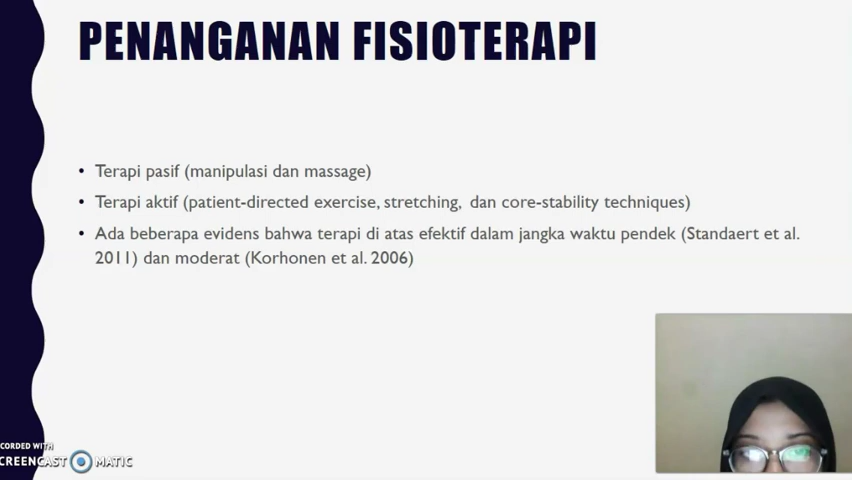 PENANGANAN FISIOTERAPI
• Terapi pasif (manipulasi dan massage)
• Terapi aktif (patient-directed exercise, stretching, dan core-stability techniques)
• Ada beberapa evidens bahwa terapi di atas efektif dalam jangka waktu pendek (Standaert et al.
2011) dan moderat (Korhonen et al. 2006)
CORDED WITH
CREENCAST MATIC